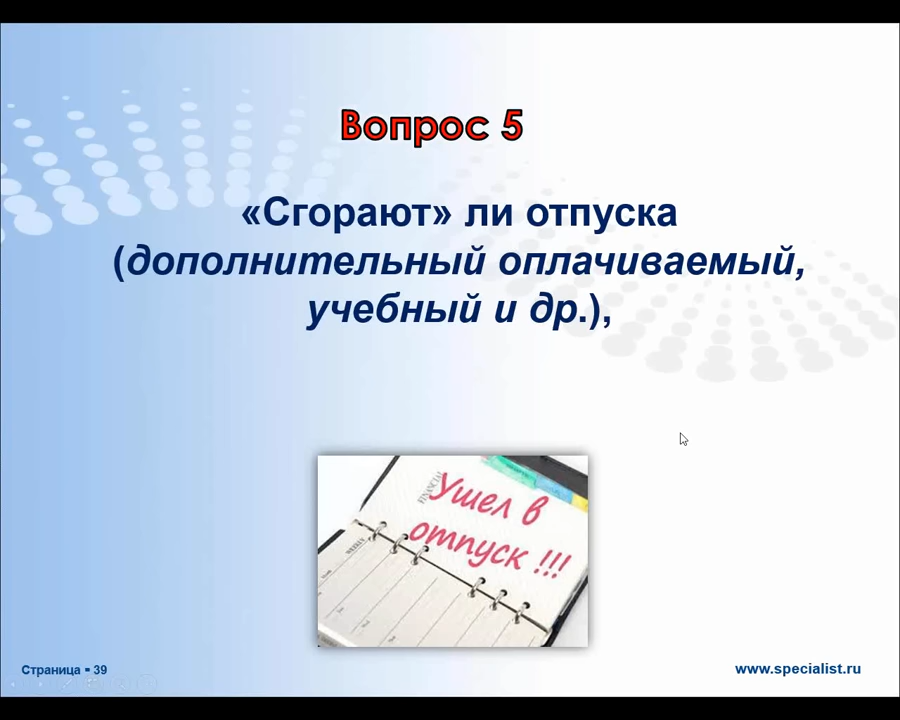 Вопрос 5
«Сгорают» ли отпуска
(дополнительный оплачиваемый,
учебный и др.),
Ушел в
отпуск !!!
Страница ▪ 39
www.specialist.ru